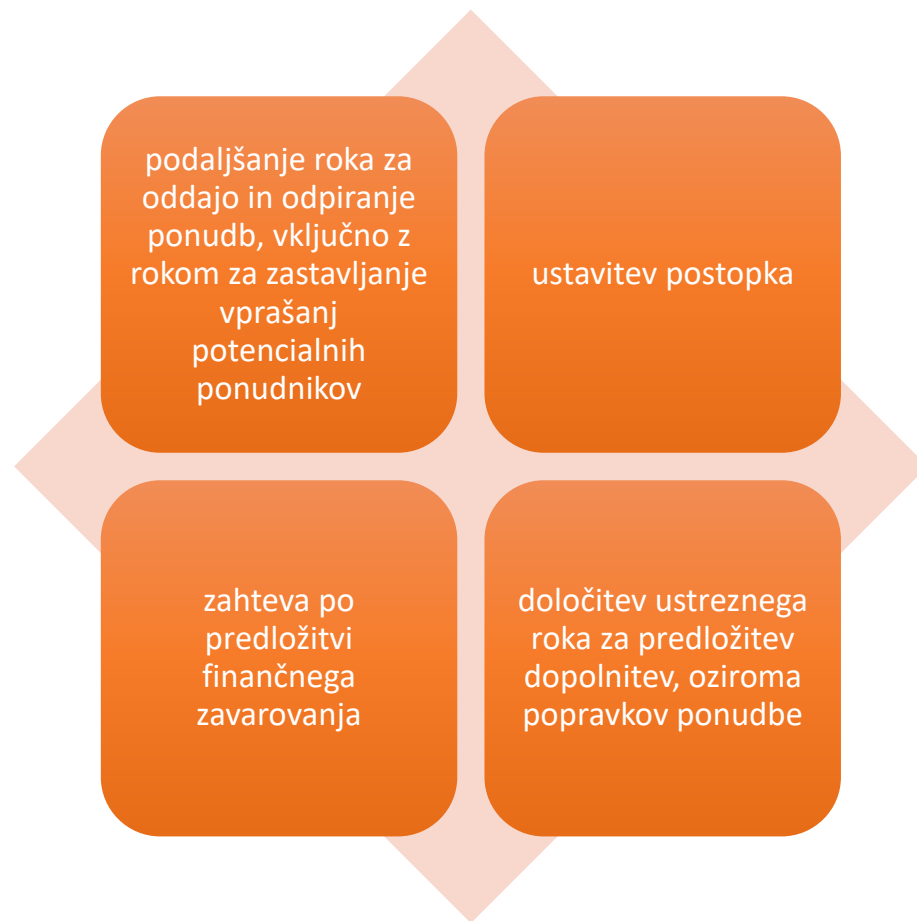 podaljšanje roka za
oddajo in odpiranje
ponudb, vključno z
rokom za zastavljanje
vprašanj
potencialnih
ponudnikov
ustavitev postopka
zahteva po
predložitvi
finančnega
zavarovanja
določitev ustreznega
roka za predložitev
dopolnitev, oziroma
popravkov ponudbe